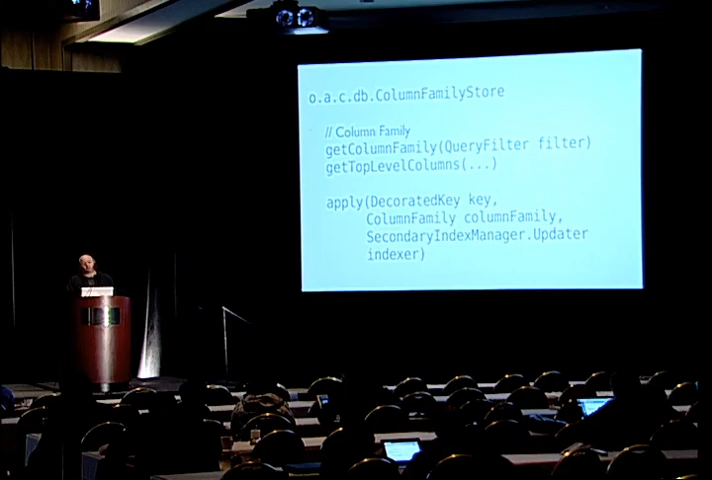 o.a.c.db.ColumnFamilyStore
// Column Family
getColumnFamily(QueryFilter filter)
getTopLevelColumns(...)
apply(DecoratedKey key,
ColumnFamily columnFamily,
SecondaryIndexManager.Updater
indexer)